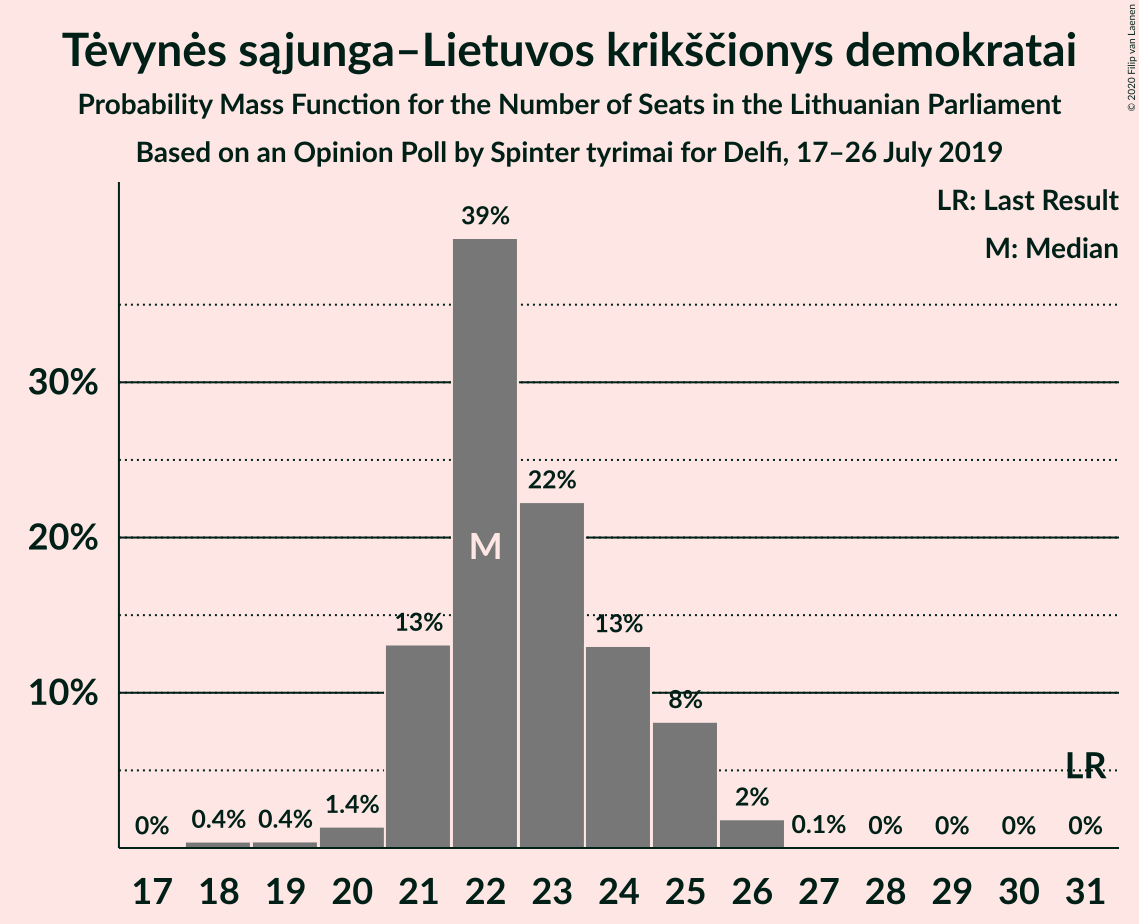 Tėvynės sąjunga–Lietuvos krikščionys demokratai
Probability Mass Function for the Number of Seats in the Lithuanian Parliament
Based on an Opinion Poll by Spinter tyrimai for Delfi, 17–26 July 2019
© 2020 Filip van Laenen
LR: Last Result
M: Median
39%
30%
22%
20%
M
13%
13%
10%
8%
LR
0%
0.4%
0.4%
1.4%
2%
0.1%
0%
0%
0%
0%
17 18 19 20 21 22 23 24 25 26 27 28 29 30 31